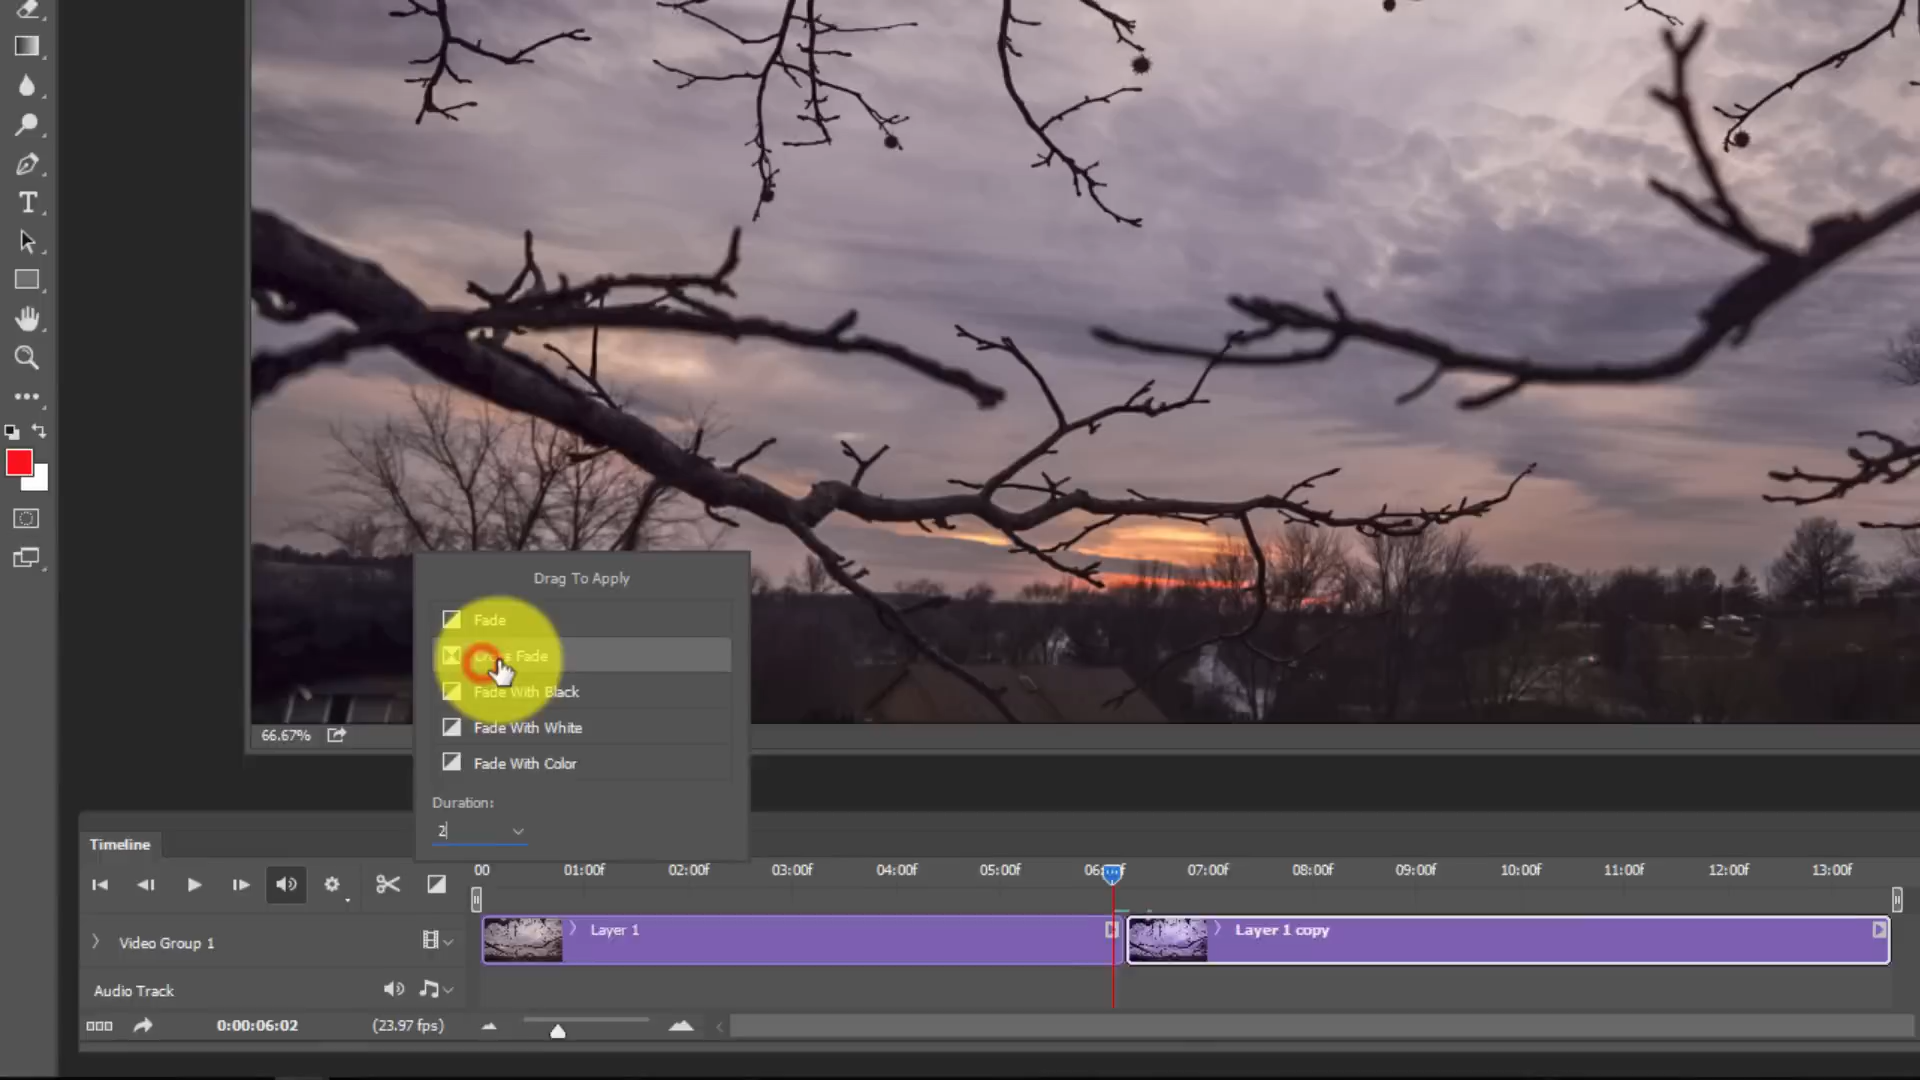 T
Drag To Apply
Fade
Cross Fade
Fade With Black
Fade With White
Fade With Color
Duration:
2
66.67%
Timeline
00 01:00f 02:00f 03:00f 04:00f 05:00f 06:00f 07:00f 08:00f 09:00f 10:00f 11:00f 12:00f 13:00f
Video Group 1 Layer 1 Layer 1 copy
Audio Track
0:00:06:02 (23.97 fps)